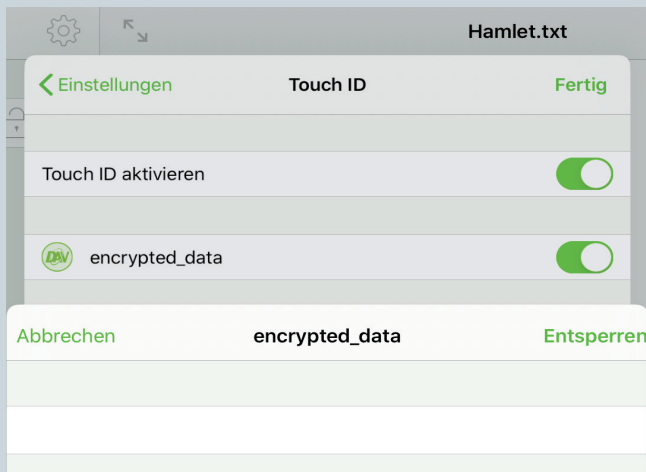 Hamlet.txt
Einstellungen Touch ID Fertig
Touch ID aktivieren
DAV encrypted_data
Abbrechen encrypted_data Entsperren